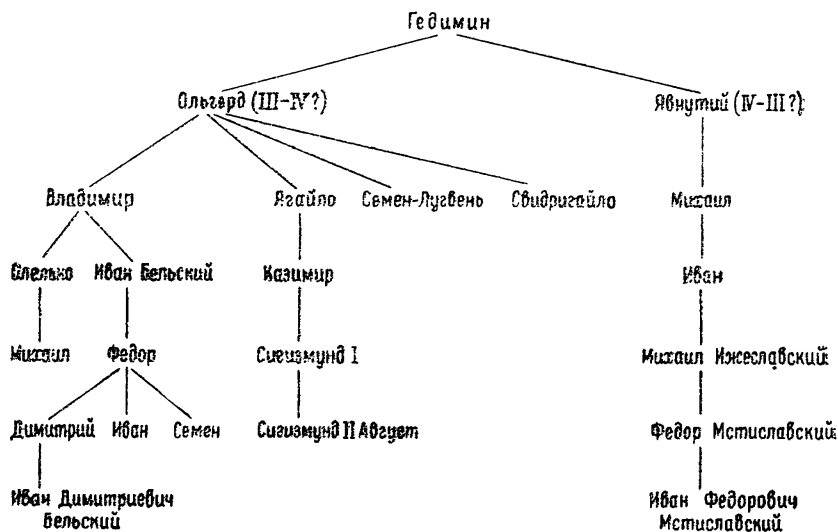 Гедимин
Ольгерд (III-IV?) Явнутий (IV-III?)
Владимир Ягайло Семен-Лугвень Свидригайло Михаил
Олелько Иван Бельский Казимир Иван
Михаил Федор Сигизмунд I Михаил Ижеславский
Димитрий Иван Семен Сигизмунд II Август Федор Мстиславский
Иван Димитриевич Иван Федорович
Бельский Мстиславский